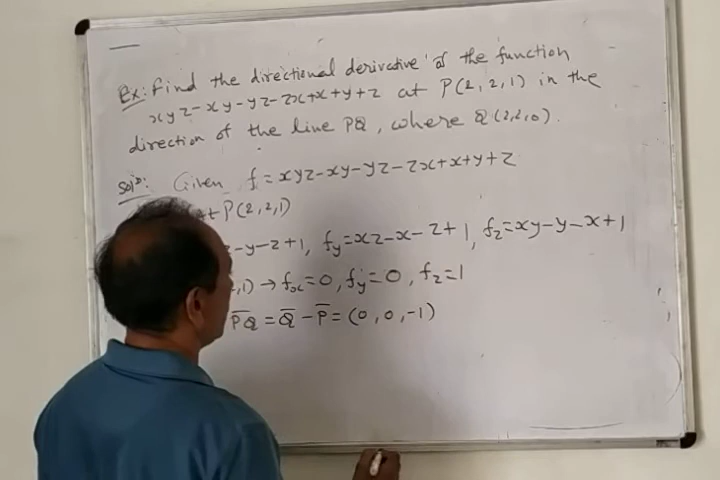 Ex: Find the directional derivative of the function
xyz-xy-yz-zx+x+y+z at P(2,2,1) in the
direction of the line PQ, where Q(2,2,0).
Solⁿ: Given f=xyz-xy-yz-zx+x+y+z
at P(2,2,1)
z-y-z+1, fy=xz-x-z+1, fz=xy-y-x+1
,1) → fx=0, fy=0, fz=1
P̅Q̅ = Q̅ - P̅ = (0,0,-1)